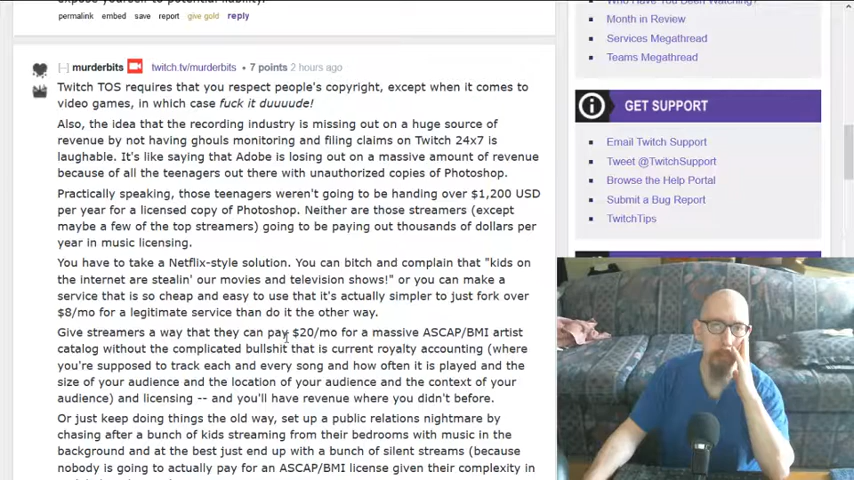 permalink embed save report give gold reply
[–] murderbits twitch.tv/murderbits • 7 points 2 hours ago
Twitch TOS requires that you respect people's copyright, except when it comes to
video games, in which case fuck it duuuude!
Also, the idea that the recording industry is missing out on a huge source of
revenue by not having ghouls monitoring and filing claims on Twitch 24x7 is
laughable. It's like saying that Adobe is losing out on a massive amount of revenue
because of all the teenagers out there with unauthorized copies of Photoshop.
Practically speaking, those teenagers weren't going to be handing over $1,200 USD
per year for a licensed copy of Photoshop. Neither are those streamers (except
maybe a few of the top streamers) going to be paying out thousands of dollars per
year in music licensing.
You have to take a Netflix-style solution. You can bitch and complain that "kids on
the internet are stealin' our movies and television shows!" or you can make a
service that is so cheap and easy to use that it's actually simpler to just fork over
$8/mo for a legitimate service than do it the other way.
Give streamers a way that they can pay $20/mo for a massive ASCAP/BMI artist
catalog without the complicated bullshit that is current royalty accounting (where
you're supposed to track each and every song and how often it is played and the
size of your audience and the location of your audience and the context of your
audience) and licensing -- and you'll have revenue where you didn't before.
Or just keep doing things the old way, set up a public relations nightmare by
chasing after a bunch of kids streaming from their bedrooms with music in the
background and at the best just end up with a bunch of silent streams (because
nobody is going to actually pay for an ASCAP/BMI license given their complexity in
Month in Review
Services Megathread
Teams Megathread
GET SUPPORT
Email Twitch Support
Tweet @TwitchSupport
Browse the Help Portal
Submit a Bug Report
TwitchTips